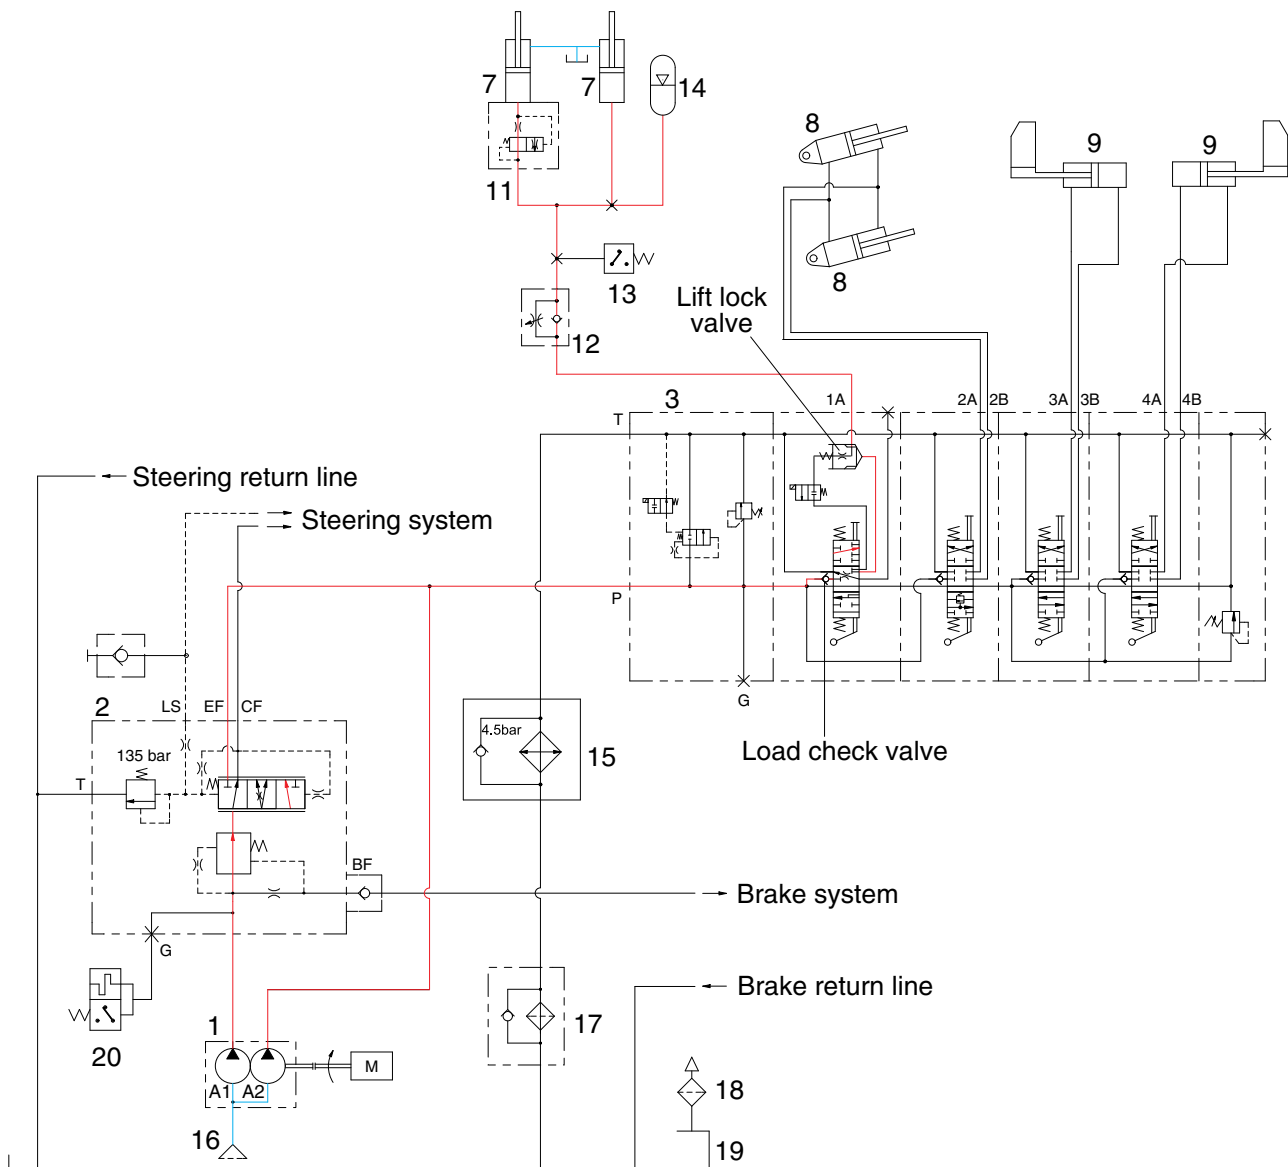 7
7
14
8
9
9
11
8
13
Lift lock
valve
12
3
1A
2A
2B
3A
3B
4A
4B
T
Steering return line
Steering system
P
2
LS
EF
CF
G
4.5bar
15
Load check valve
135 bar
T
BF
Brake system
G
Brake return line
17
1
20
M
A1
A2
18
16
19